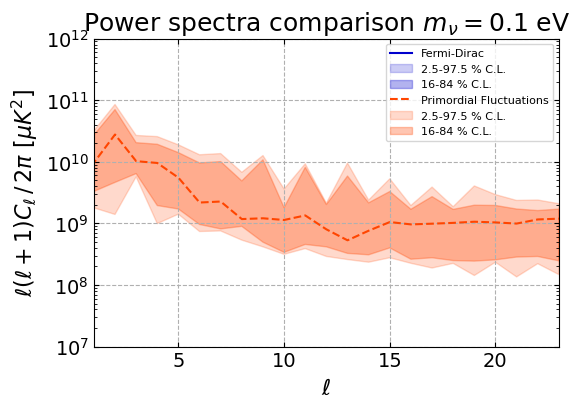 Power spectra comparison $m_\nu = 0.1$ eV
$\ell(\ell+1)C_\ell\,/\,2\pi\ [\mu K^2]$
10^12
10^11
10^10
10^9
10^8
10^7
Fermi-Dirac
2.5-97.5 % C.L.
16-84 % C.L.
Primordial Fluctuations
2.5-97.5 % C.L.
16-84 % C.L.
5 10 15 20
ℓ